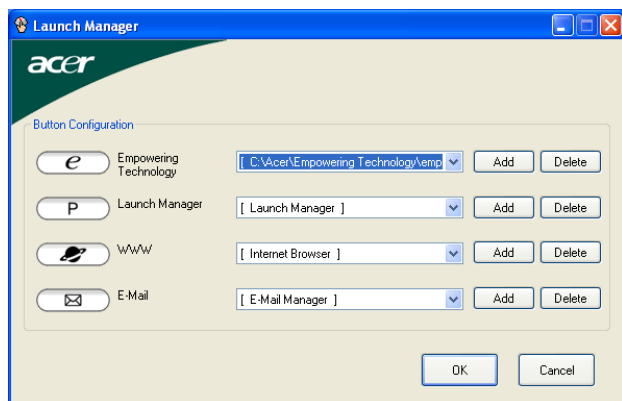 Launch Manager
acer
Button Configuration
e Empowering Technology [ C:\Acer\Empowering Technology\emp Add Delete
P Launch Manager [ Launch Manager ] Add Delete
WWW [ Internet Browser ] Add Delete
E-Mail [ E-Mail Manager ] Add Delete
OK Cancel